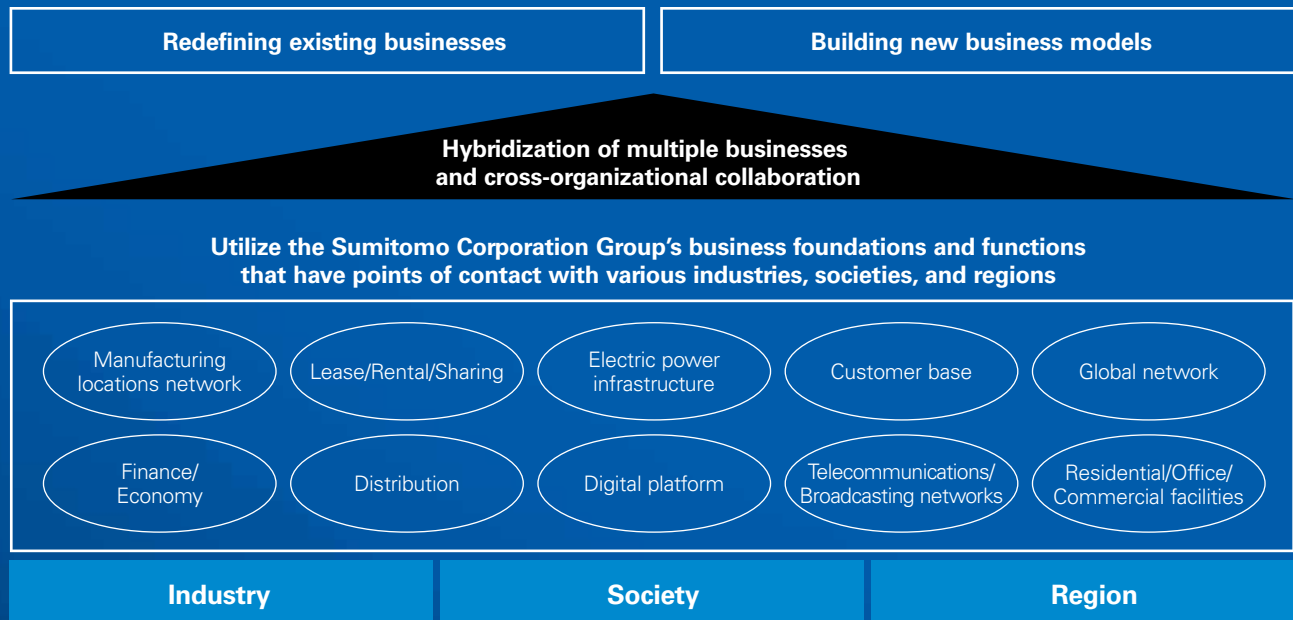 Redefining existing businesses
Building new business models
Hybridization of multiple businesses
and cross-organizational collaboration
Utilize the Sumitomo Corporation Group’s business foundations and functions
that have points of contact with various industries, societies, and regions
Manufacturing
locations network
Lease/Rental/Sharing
Electric power
infrastructure
Customer base
Global network
Finance/
Economy
Distribution
Digital platform
Telecommunications/
Broadcasting networks
Residential/Office/
Commercial facilities
Industry
Society
Region